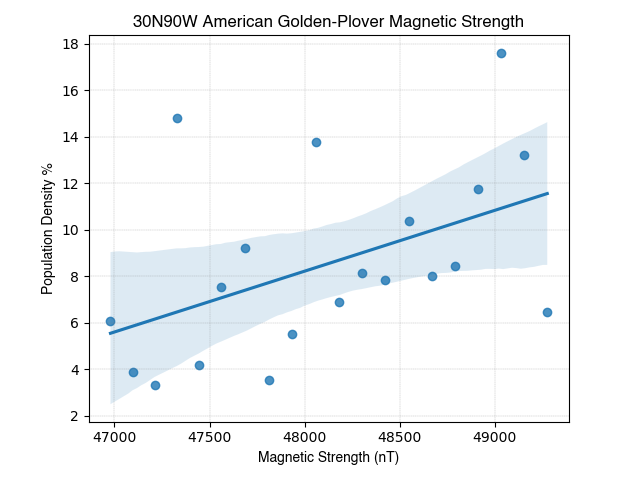 30N90W American Golden-Plover Magnetic Strength
18
16
14
12
10
8
6
4
2
Population Density %
47000 47500 48000 48500 49000
Magnetic Strength (nT)